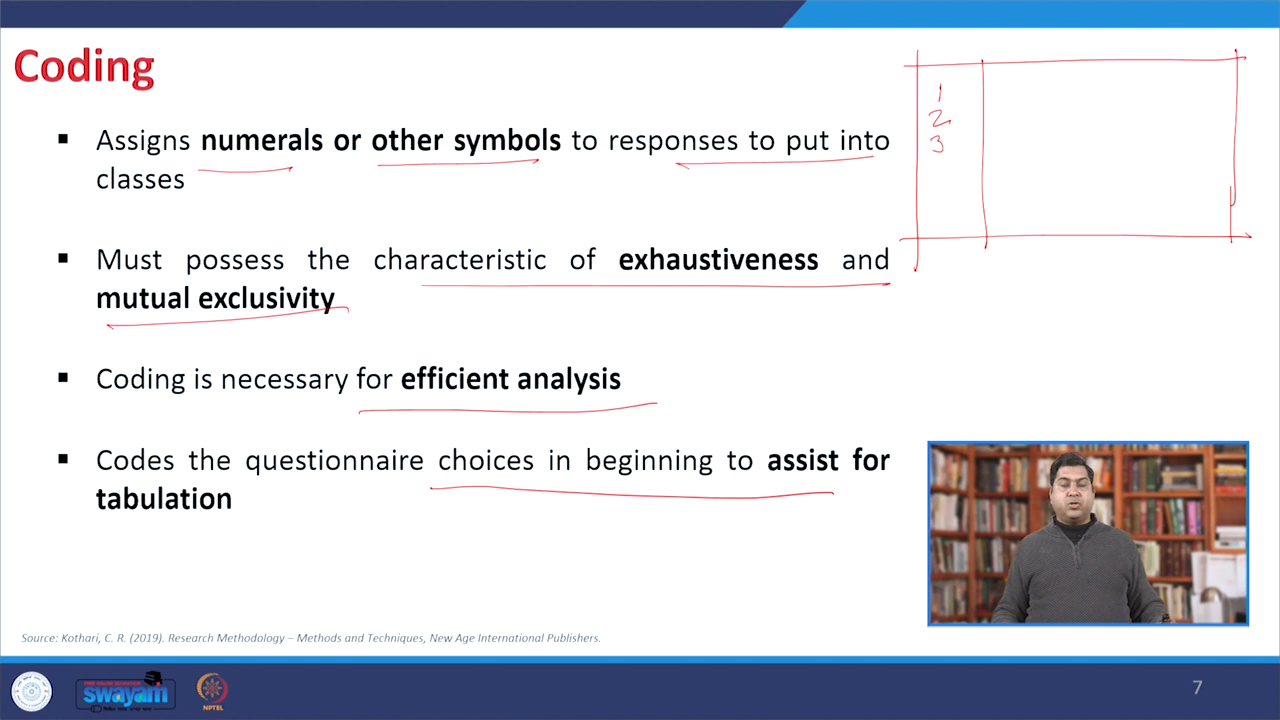 Coding
1
2
3
▪ Assigns numerals or other symbols to responses to put into
classes
▪ Must possess the characteristic of exhaustiveness and
mutual exclusivity
▪ Coding is necessary for efficient analysis
▪ Codes the questionnaire choices in beginning to assist for
tabulation
Source: Kothari, C. R. (2019). Research Methodology – Methods and Techniques, New Age International Publishers.
swayam
NPTEL
7